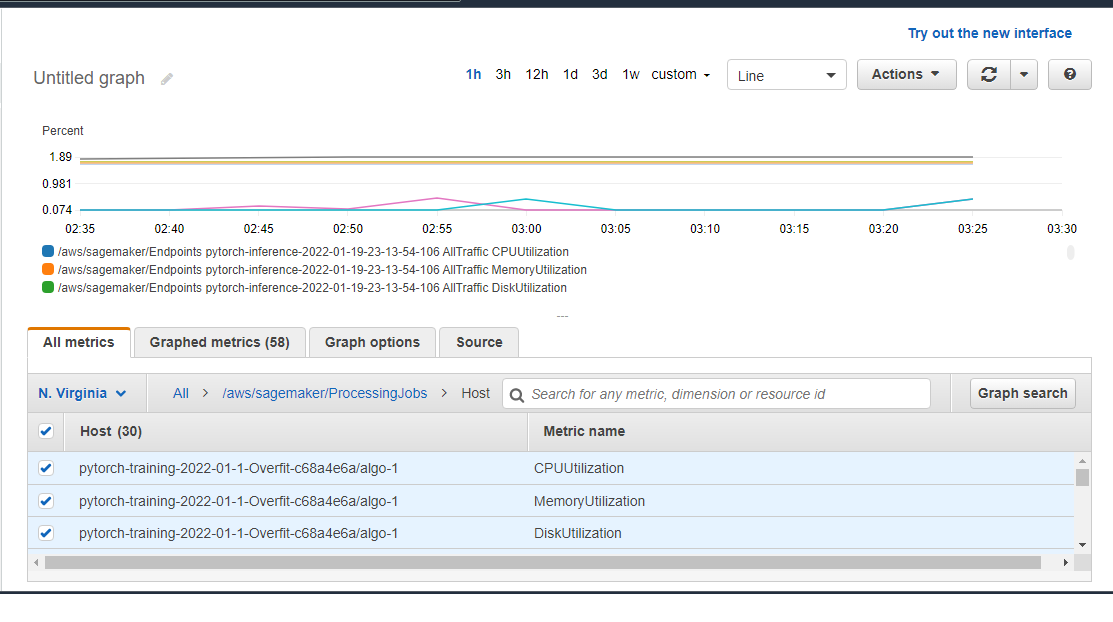 Try out the new interface
Untitled graph
1h 3h 12h 1d 3d 1w custom Line Actions
Percent
1.89
0.981
0.074
02:35 02:40 02:45 02:50 02:55 03:00 03:05 03:10 03:15 03:20 03:25 03:30
/aws/sagemaker/Endpoints pytorch-inference-2022-01-19-23-13-54-106 AllTraffic CPUUtilization
/aws/sagemaker/Endpoints pytorch-inference-2022-01-19-23-13-54-106 AllTraffic MemoryUtilization
/aws/sagemaker/Endpoints pytorch-inference-2022-01-19-23-13-54-106 AllTraffic DiskUtilization
All metrics Graphed metrics (58) Graph options Source
N. Virginia All > /aws/sagemaker/ProcessingJobs > Host Search for any metric, dimension or resource id Graph search
Host (30) Metric name
pytorch-training-2022-01-1-Overfit-c68a4e6a/algo-1 CPUUtilization
pytorch-training-2022-01-1-Overfit-c68a4e6a/algo-1 MemoryUtilization
pytorch-training-2022-01-1-Overfit-c68a4e6a/algo-1 DiskUtilization